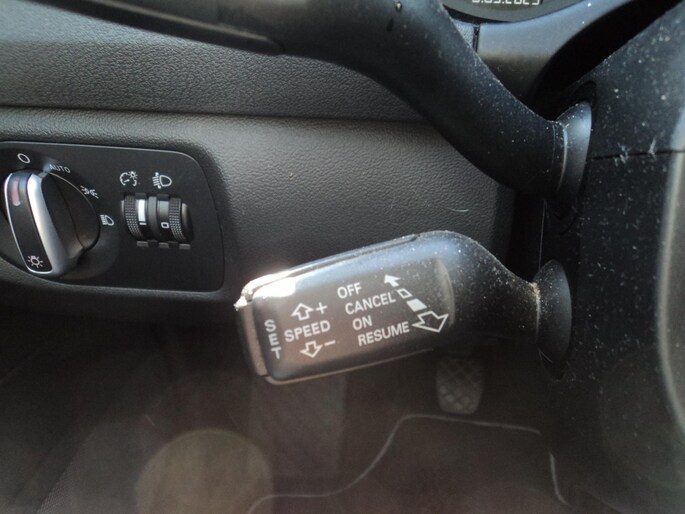 AUTO
OFF
CANCEL
ON
RESUME
SPEED
+
−
SET